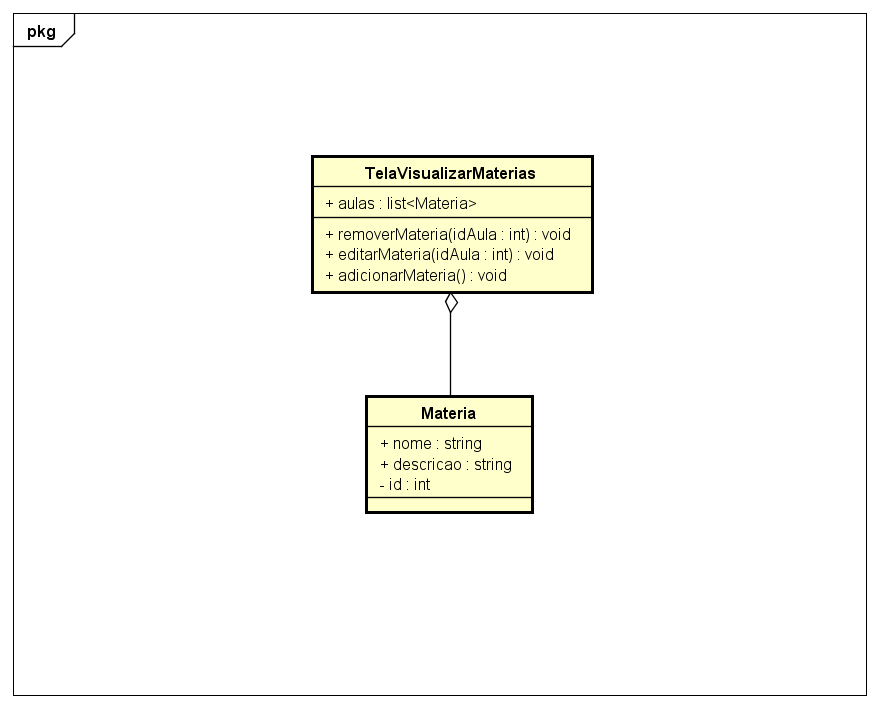 pkg
TelaVisualizarMaterias
+ aulas : list<Materia>
+ removerMateria(idAula : int) : void
+ editarMateria(idAula : int) : void
+ adicionarMateria() : void
Materia
+ nome : string
+ descricao : string
- id : int